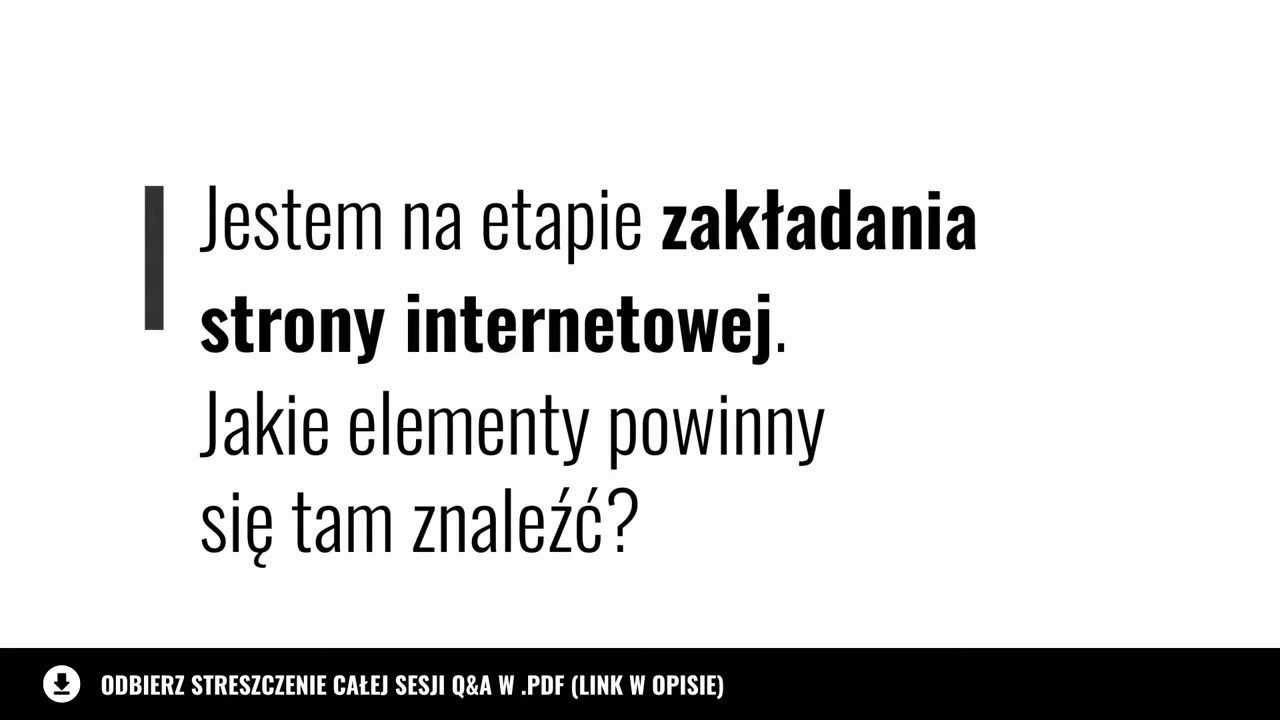 Jestem na etapie zakładania
strony internetowej.
Jakie elementy powinny
się tam znaleźć?
ODBIERZ STRESZCZENIE CAŁEJ SESJI Q&A W .PDF (LINK W OPISIE)